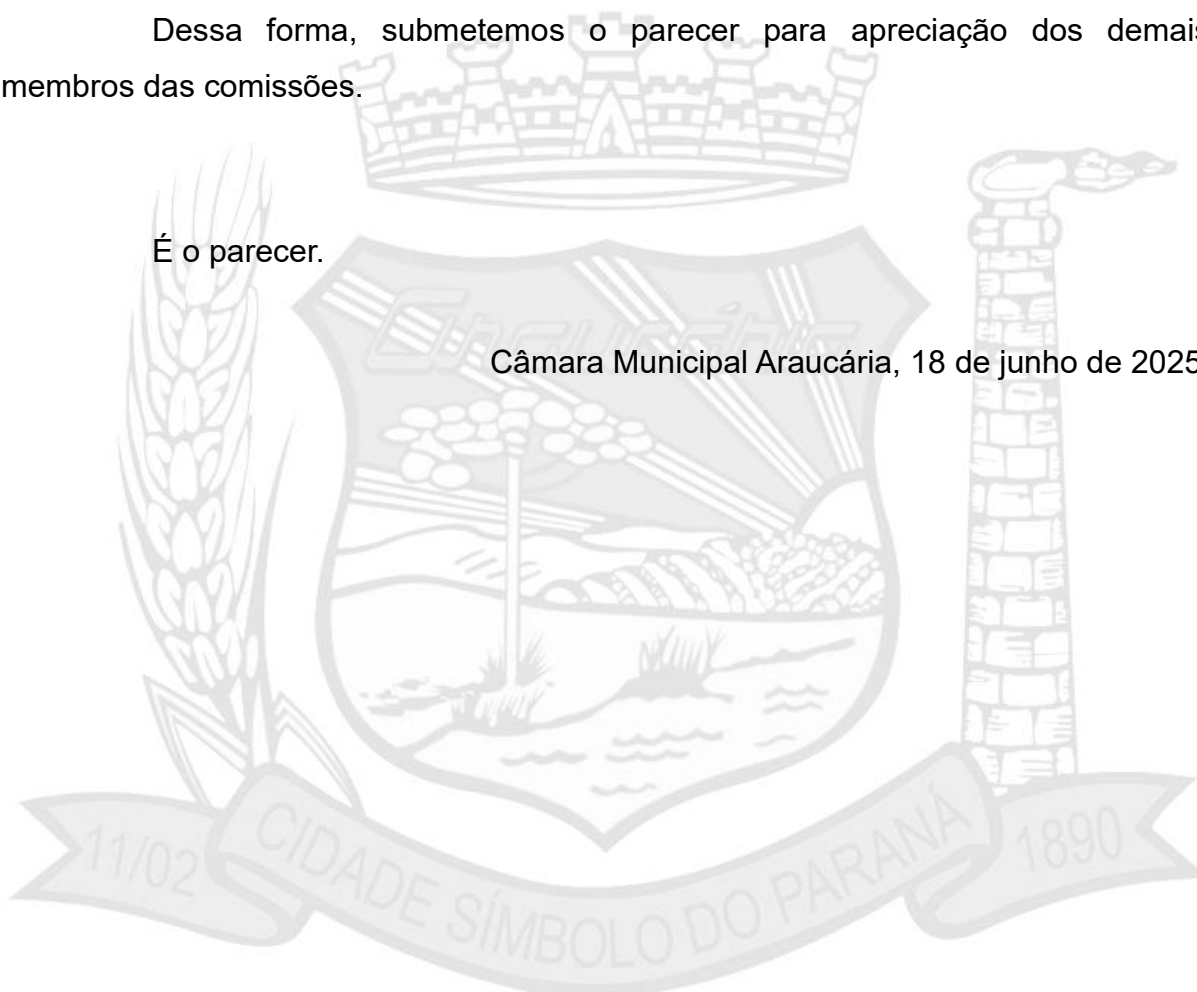 Dessa forma, submetemos o parecer para apreciação dos demais
membros das comissões.
É o parecer.
Araucária
Câmara Municipal Araucária, 18 de junho de 2025
11/02
CIDADE SÍMBOLO DO PARANÁ
1890